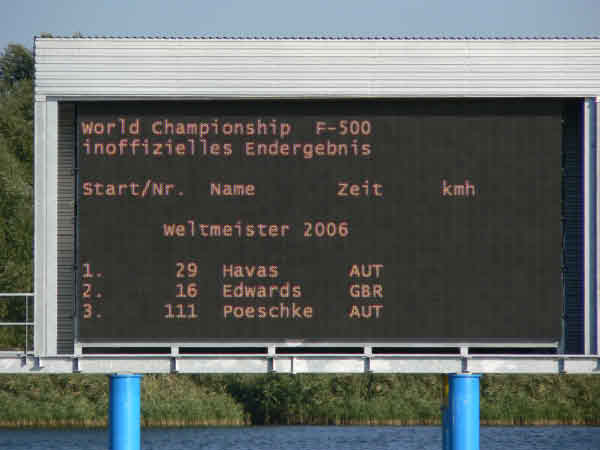 World Championship F-500
inoffizielles Endergebnis
Start/Nr. Name Zeit kmh
Weltmeister 2006
1. 29 Havas AUT
2. 16 Edwards GBR
3. 111 Poeschke AUT